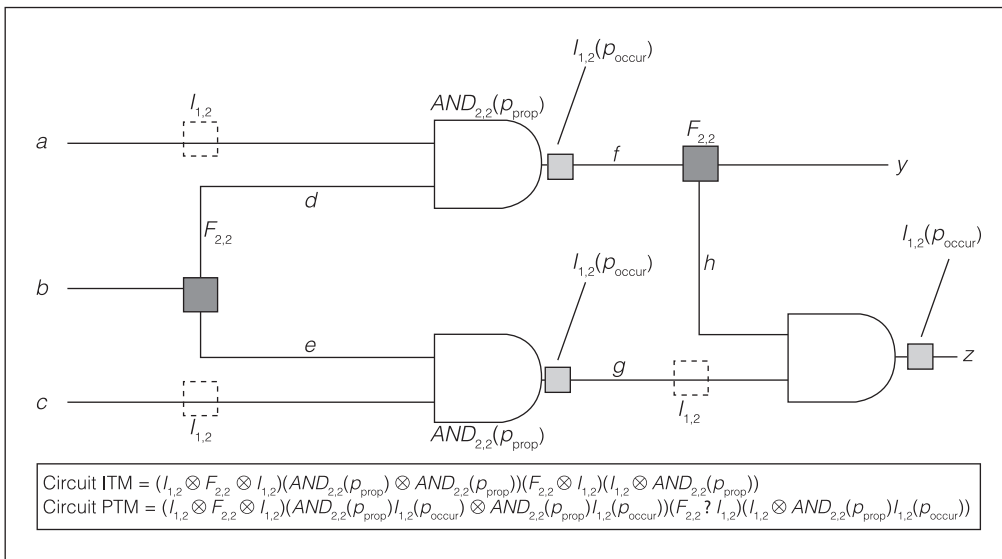 I1,2(poccur)
I1,2
AND2,2(pprop)
F2,2
a
f
y
d
F2,2
I1,2(poccur)
I1,2(poccur)
h
b
e
g
z
c
I1,2
I1,2
AND2,2(pprop)
Circuit ITM = (I1,2 ⊗ F2,2 ⊗ I1,2)(AND2,2(pprop) ⊗ AND2,2(pprop))(F2,2 ⊗ I1,2)(I1,2 ⊗ AND2,2(pprop))
Circuit PTM = (I1,2 ⊗ F2,2 ⊗ I1,2)(AND2,2(pprop)I1,2(poccur) ⊗ AND2,2(pprop)I1,2(poccur))(F2,2 ? I1,2)(I1,2 ⊗ AND2,2(pprop)I1,2(poccur))